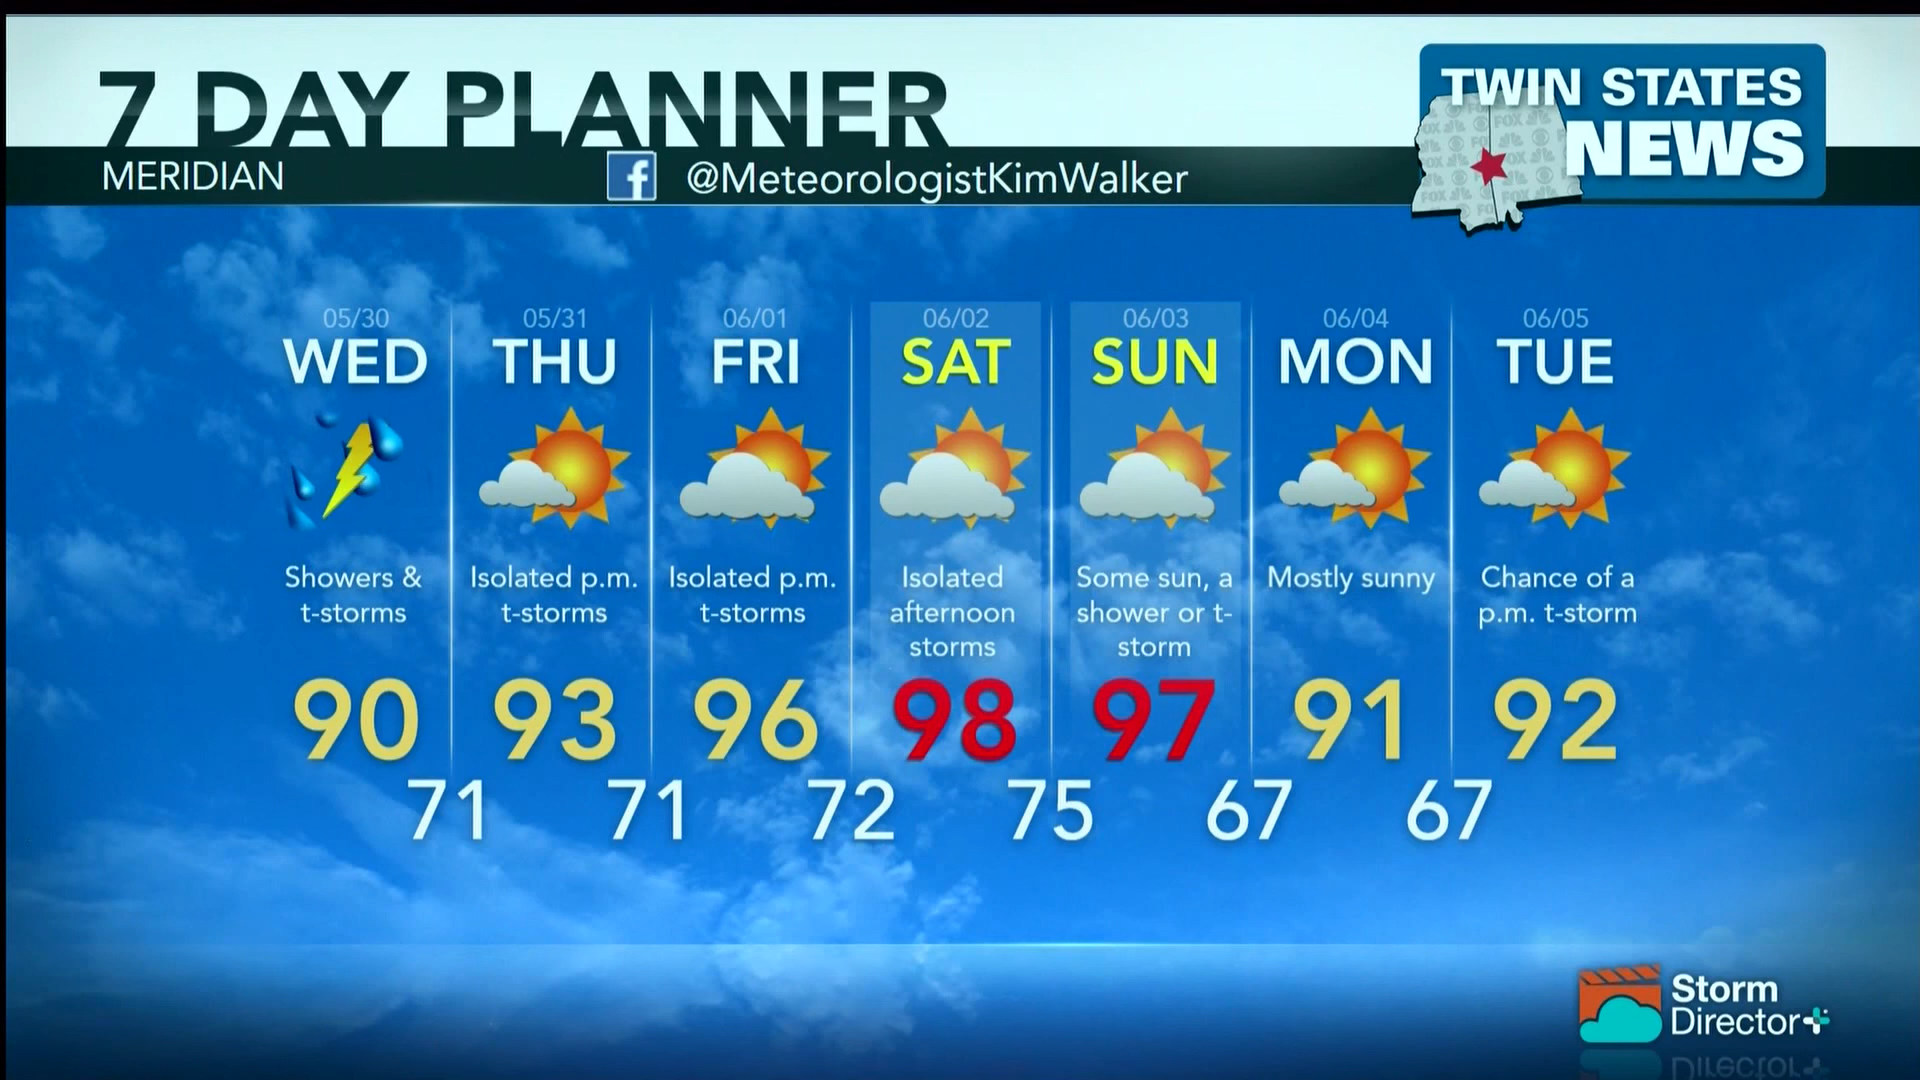 7 DAY PLANNER
MERIDIAN
@MeteorologistKimWalker
TWIN STATES
NEWS
05/30
WED
Showers &
t-storms
90
71
05/31
THU
Isolated p.m.
t-storms
93
71
06/01
FRI
Isolated p.m.
t-storms
96
72
06/02
SAT
Isolated
afternoon
storms
98
75
06/03
SUN
Some sun, a
shower or t-
storm
97
67
06/04
MON
Mostly sunny
91
67
06/05
TUE
Chance of a
p.m. t-storm
92
Storm
Director+